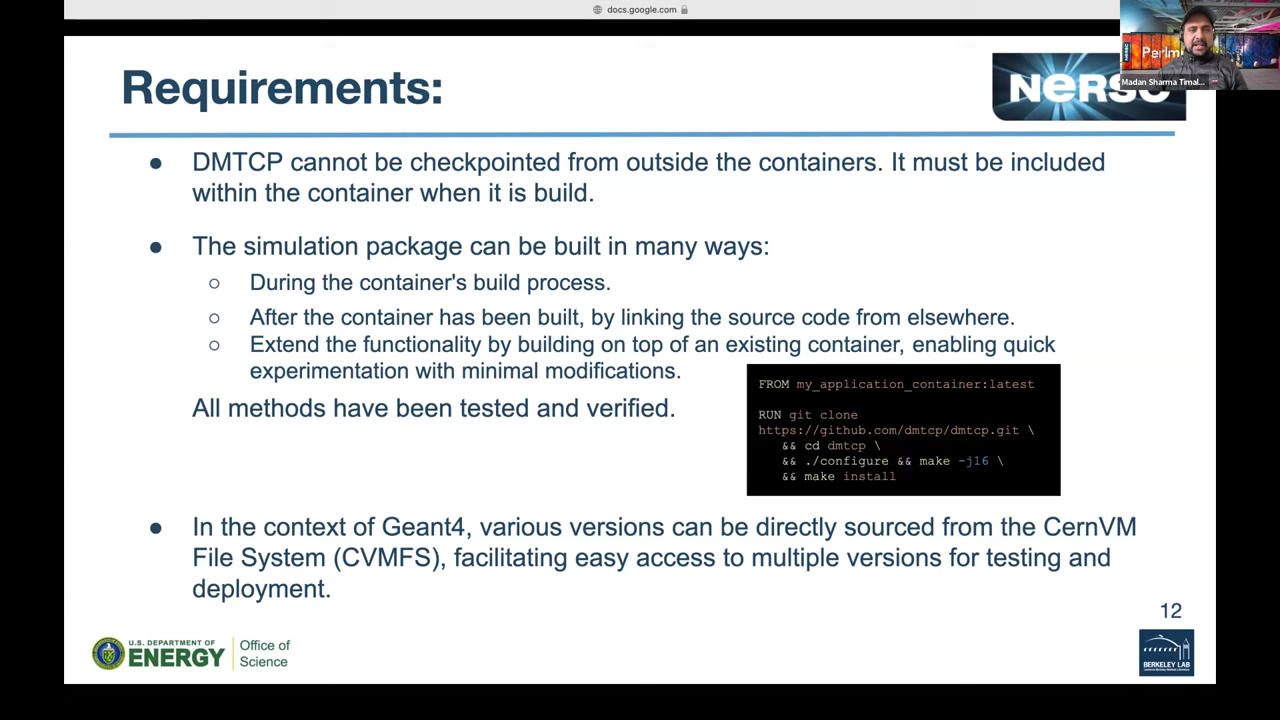 docs.google.com
Requirements:
NERSC
Perlm
NERSC
Madan Sharma Timal...
● DMTCP cannot be checkpointed from outside the containers. It must be included
within the container when it is build.
● The simulation package can be built in many ways:
○ During the container's build process.
○ After the container has been built, by linking the source code from elsewhere.
○ Extend the functionality by building on top of an existing container, enabling quick
experimentation with minimal modifications.
All methods have been tested and verified.
FROM my_application_container:latest
RUN git clone
https://github.com/dmtcp/dmtcp.git \
&& cd dmtcp \
&& ./configure && make -j16 \
&& make install
● In the context of Geant4, various versions can be directly sourced from the CernVM
File System (CVMFS), facilitating easy access to multiple versions for testing and
deployment.
12
U.S. DEPARTMENT OF
ENERGY
Office of
Science
BERKELEY LAB